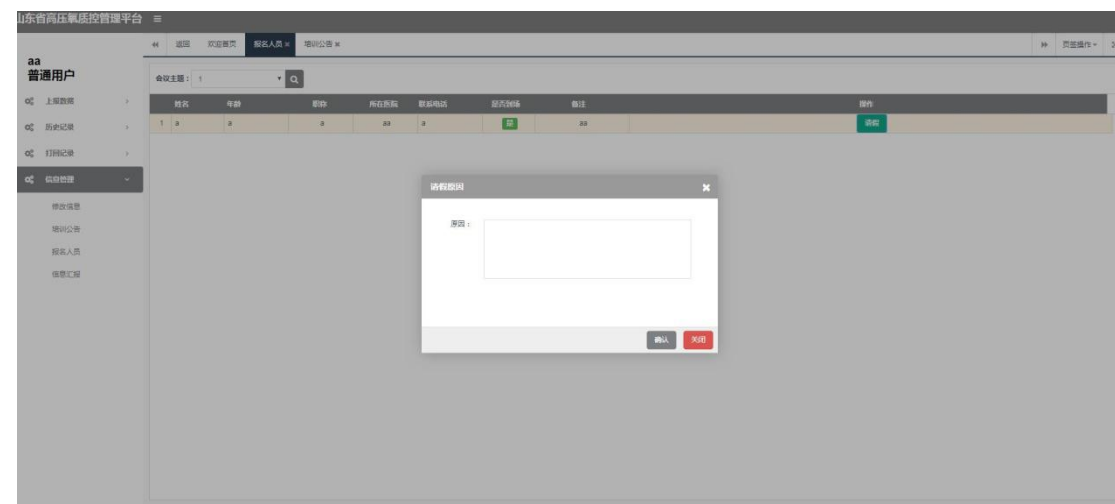 山东省高压氧质控管理平台
退回 欢迎首页 报名人员 × 培训公告 × 页签操作
aa
普通用户
会议主题： 1
上报数据
姓名 年龄 职称 所在医院 联系电话 是否到场 备注 操作
1 a a a aa a 是 aa 请假
历史记录
打回记录
信息管理
请假原因
修改信息
原因：
培训公告
报名人员
信息汇报
确认 关闭